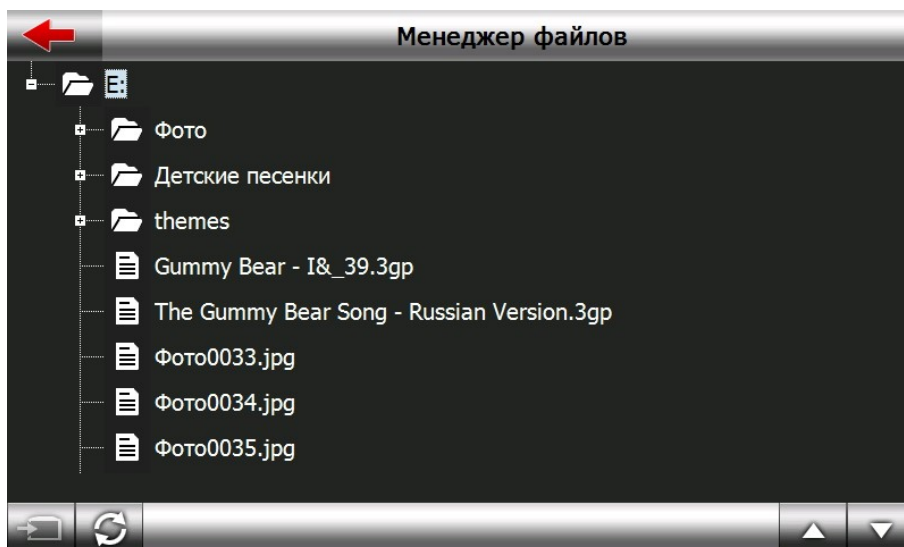 Менеджер файлов
E:
Фото
Детские песенки
themes
Gummy Bear - I&_39.3gp
The Gummy Bear Song - Russian Version.3gp
Фото0033.jpg
Фото0034.jpg
Фото0035.jpg